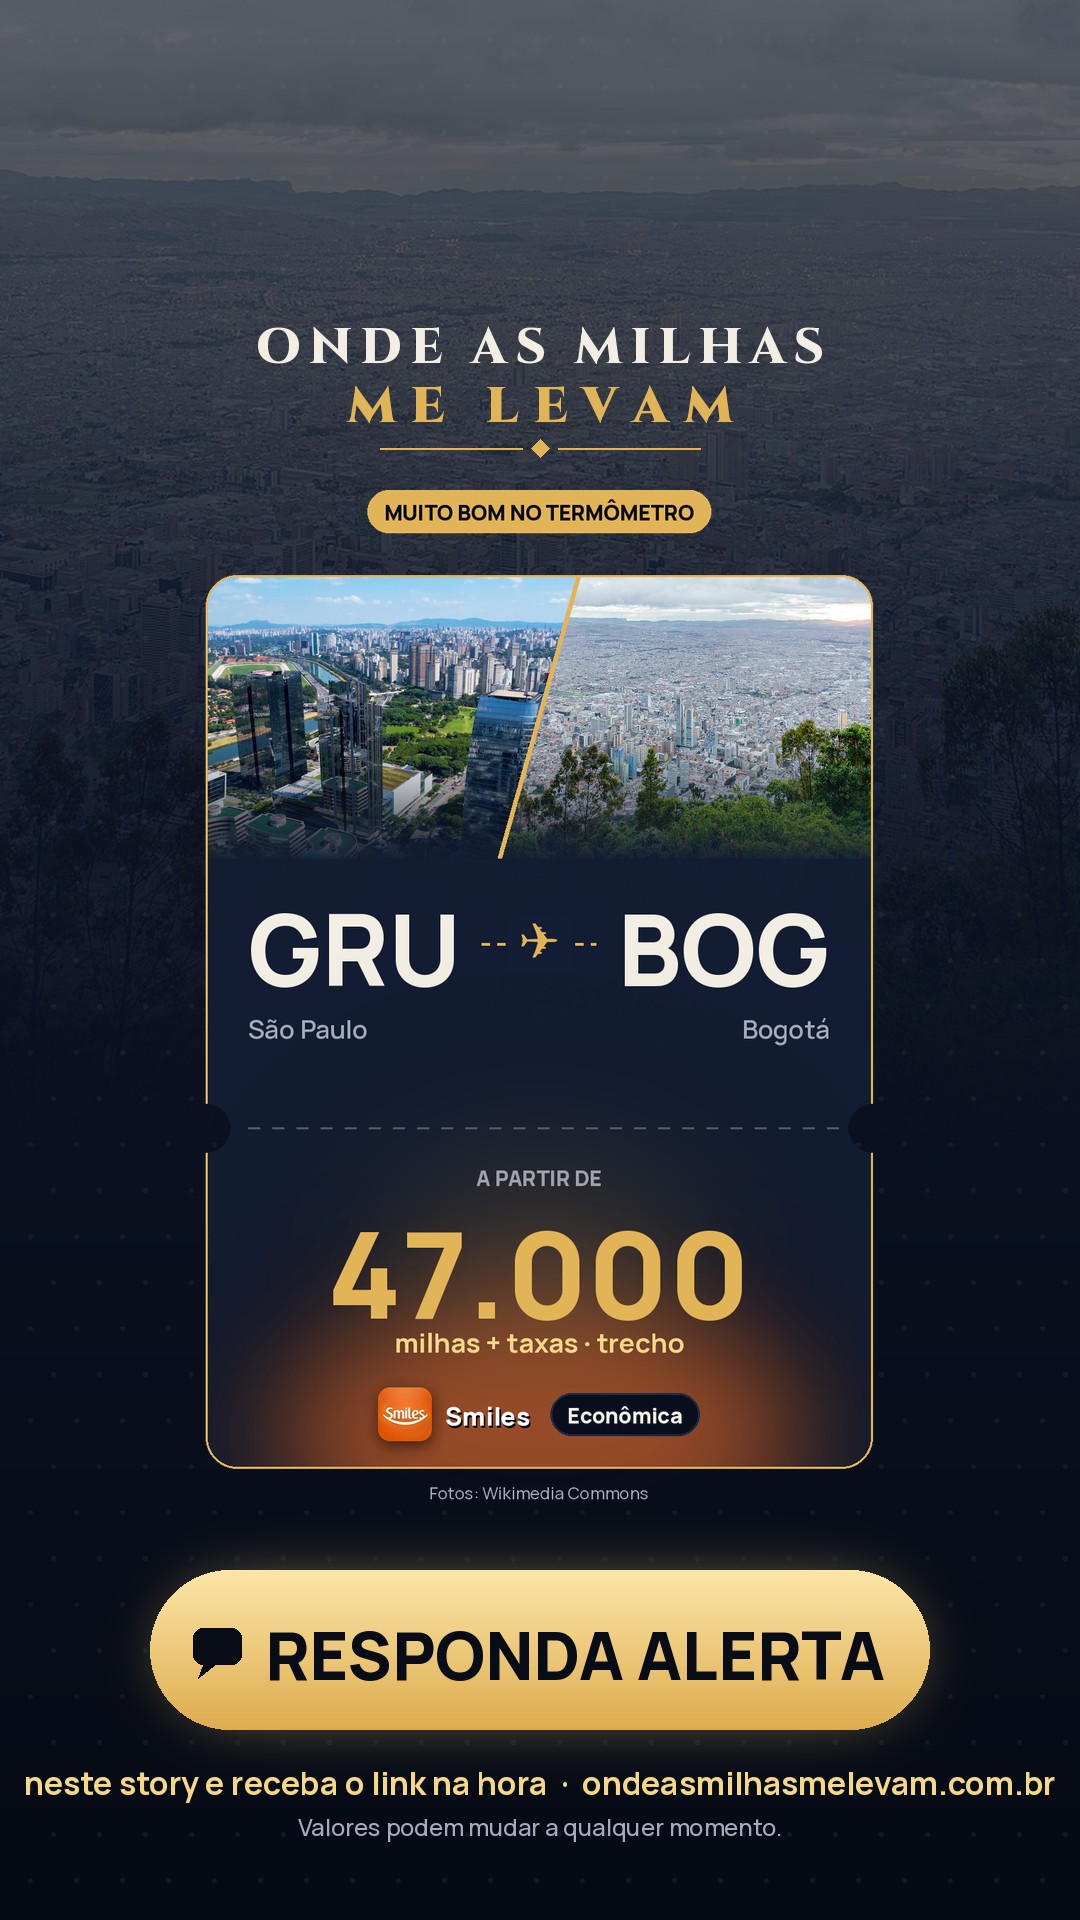 ONDE AS MILHAS
ME LEVAM
MUITO BOM NO TERMÔMETRO
GRU -- ✈ -- BOG
São Paulo Bogotá
A PARTIR DE
47.000
milhas + taxas · trecho
Smiles Smiles Econômica
Fotos: Wikimedia Commons
RESPONDA ALERTA
neste story e receba o link na hora · ondeasmilhasmelevam.com.br
Valores podem mudar a qualquer momento.